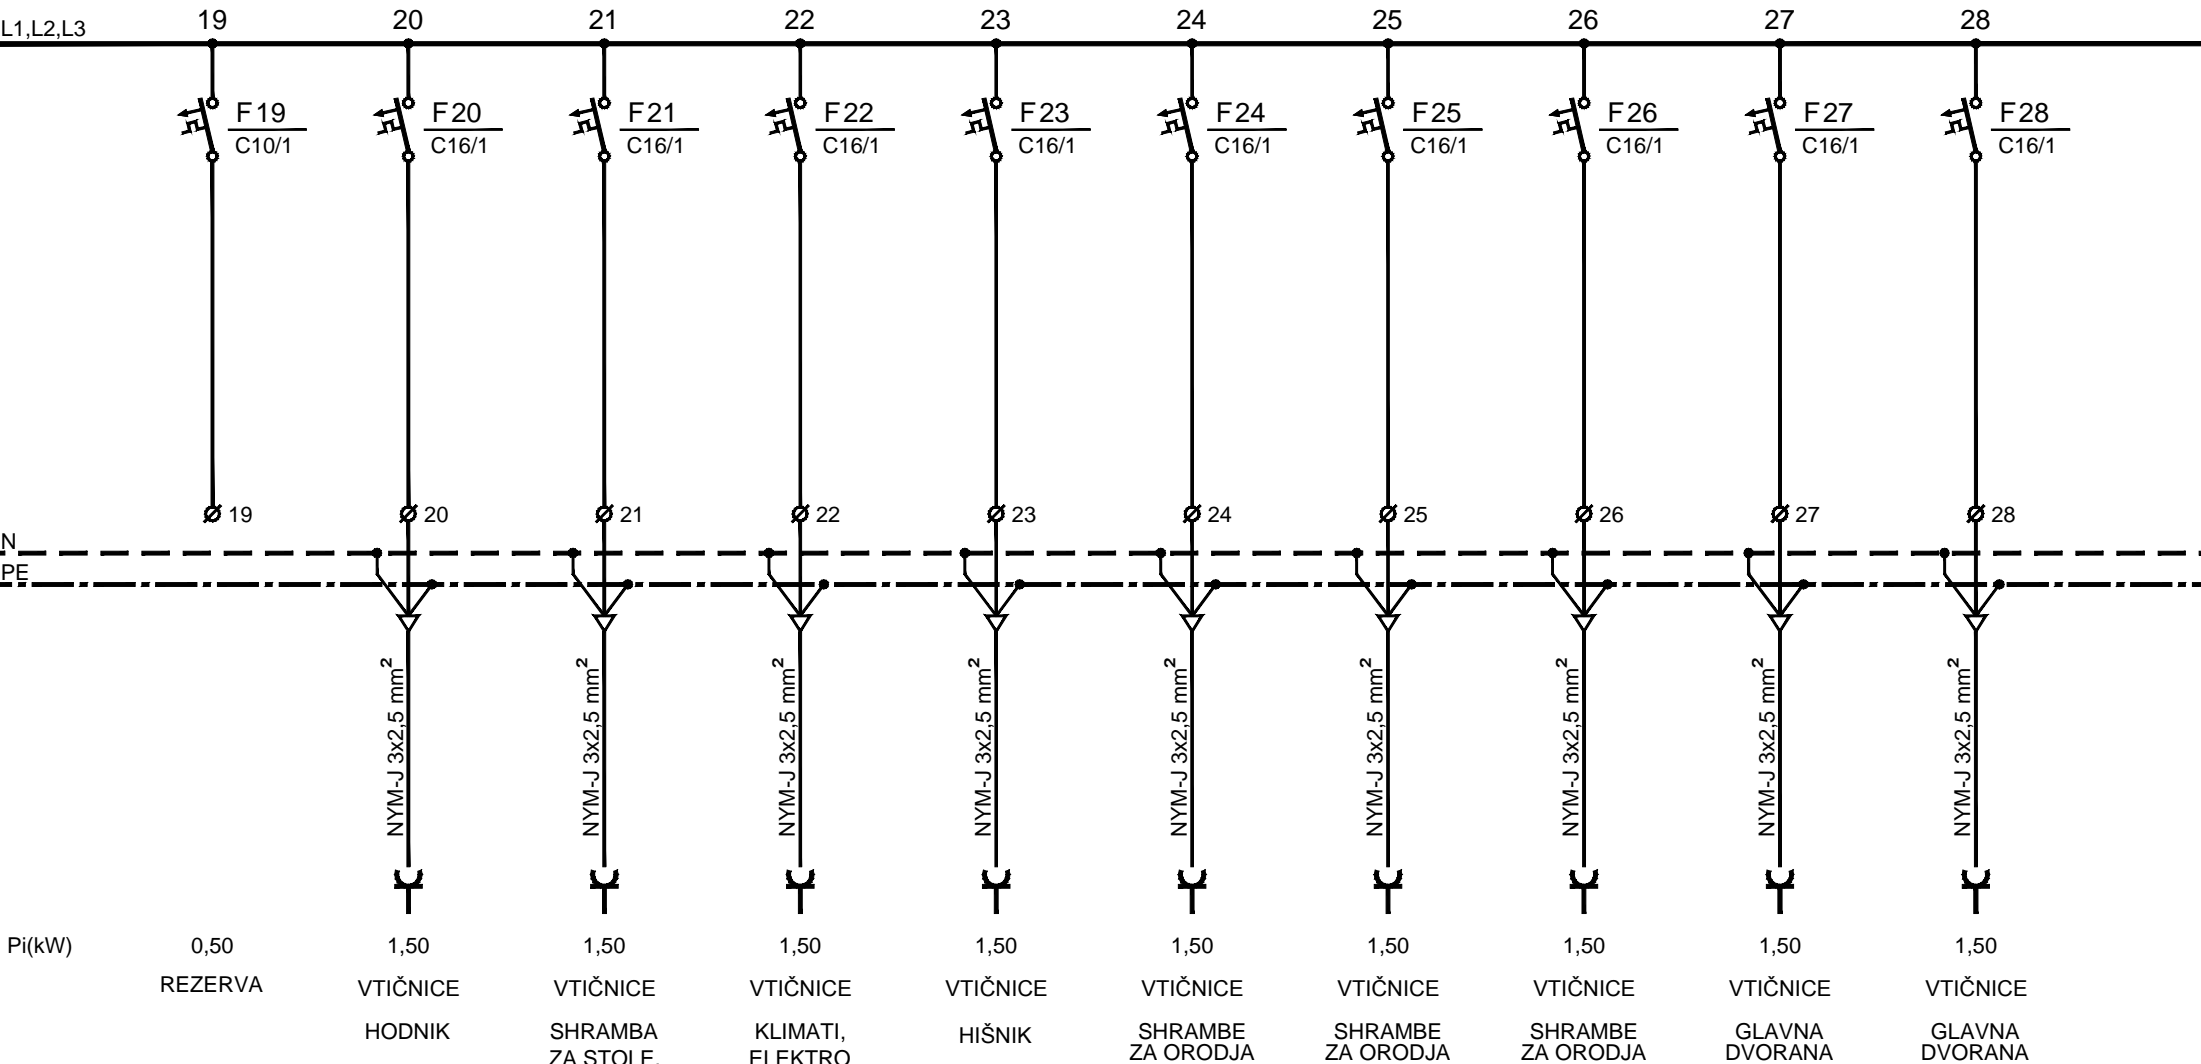 19 20 21 22 23 24 25 26 27 28
L1,L2,L3
F19 F20 F21 F22 F23 F24 F25 F26 F27 F28
C10/1 C16/1 C16/1 C16/1 C16/1 C16/1 C16/1 C16/1 C16/1 C16/1
19 20 21 22 23 24 25 26 27 28
N
PE
NYM-J 3x2,5 mm²
NYM-J 3x2,5 mm²
NYM-J 3x2,5 mm²
NYM-J 3x2,5 mm²
NYM-J 3x2,5 mm²
NYM-J 3x2,5 mm²
NYM-J 3x2,5 mm²
NYM-J 3x2,5 mm²
NYM-J 3x2,5 mm²
Pi(kW) 0,50 1,50 1,50 1,50 1,50 1,50 1,50 1,50 1,50 1,50
REZERVA VTIČNICE VTIČNICE VTIČNICE VTIČNICE VTIČNICE VTIČNICE VTIČNICE VTIČNICE VTIČNICE
HODNIK SHRAMBA KLIMATI, HIŠNIK SHRAMBE SHRAMBE SHRAMBE GLAVNA GLAVNA
ZA STOLE, ELEKTRO ZA ORODJA ZA ORODJA ZA ORODJA DVORANA DVORANA